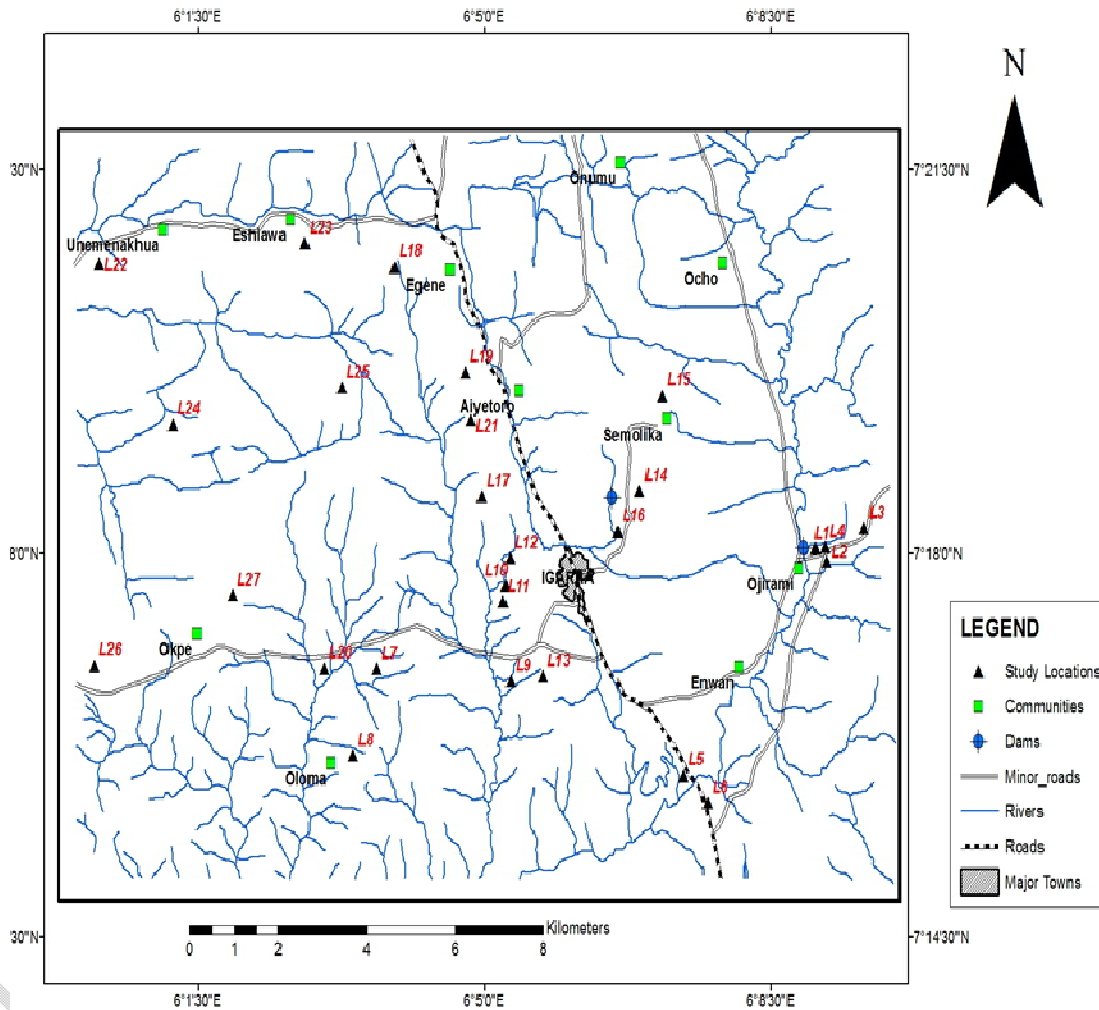 6°1'30"E 6°5'0"E 6°8'30"E
N
30"N 7°21'30"N
Onumu
Eshiawa L23
Unemenakhua
L18
L22
Egene
Ocho
L19
L25 L15
Aiyetoro
L24
L21
Semolika
L17 L14
L16 L3
L12 L1 L4
8'0"N 7°18'0"N
L2
L10
L27 L11
Ojirami
LEGEND
Okpe
L26 L20 L7 L9 L13
Study Locations
Enwan
Communities
L8
Dams
L5
Oloma
Minor_roads
L6
Rivers
Roads
Major Towns
Kilometers
0 1 2 4 6 8
30"N 7°14'30"N
6°1'30"E 6°5'0"E 6°8'30"E